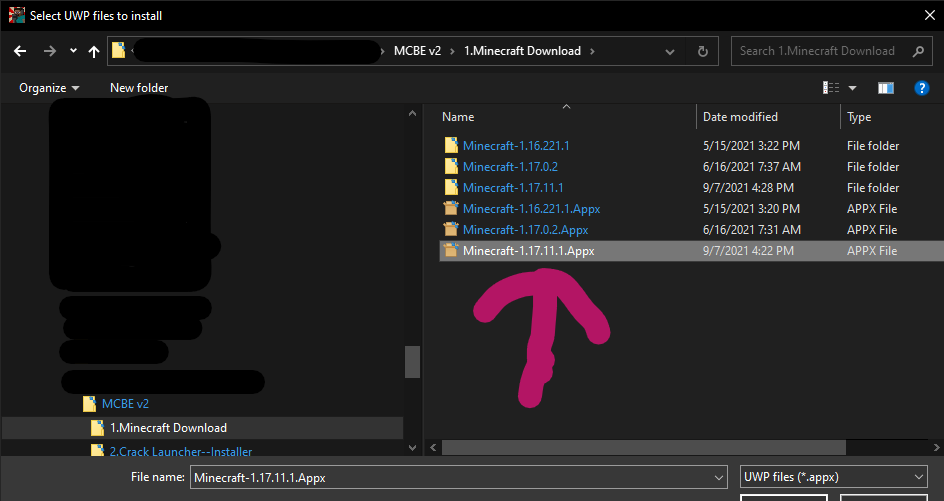 Select UWP files to install
MCBE v2 > 1.Minecraft Download >
Search 1.Minecraft Download
Organize
New folder
Name Date modified Type
Minecraft-1.16.221.1 5/15/2021 3:22 PM File folder
Minecraft-1.17.0.2 6/16/2021 7:37 AM File folder
Minecraft-1.17.11.1 9/7/2021 4:28 PM File folder
Minecraft-1.16.221.1.Appx 5/15/2021 3:20 PM APPX File
Minecraft-1.17.0.2.Appx 6/16/2021 7:31 AM APPX File
Minecraft-1.17.11.1.Appx 9/7/2021 4:22 PM APPX File
MCBE v2
1.Minecraft Download
2.Crack Launcher--Installer
File name: Minecraft-1.17.11.1.Appx
UWP files (*.appx)